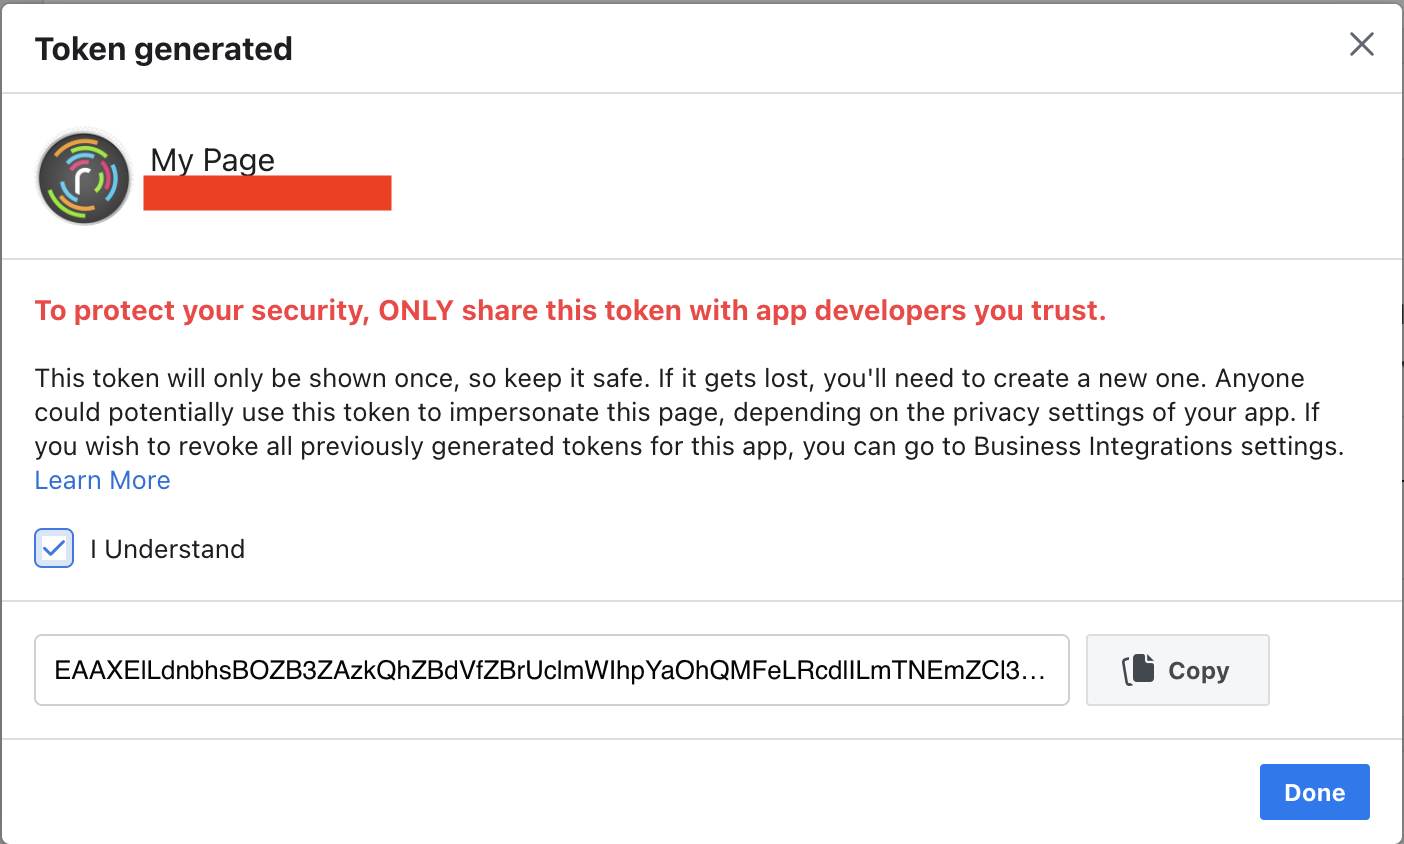 Token generated
My Page
To protect your security, ONLY share this token with app developers you trust.
This token will only be shown once, so keep it safe. If it gets lost, you'll need to create a new one. Anyone
could potentially use this token to impersonate this page, depending on the privacy settings of your app. If
you wish to revoke all previously generated tokens for this app, you can go to Business Integrations settings.
Learn More
I Understand
Copy
Done